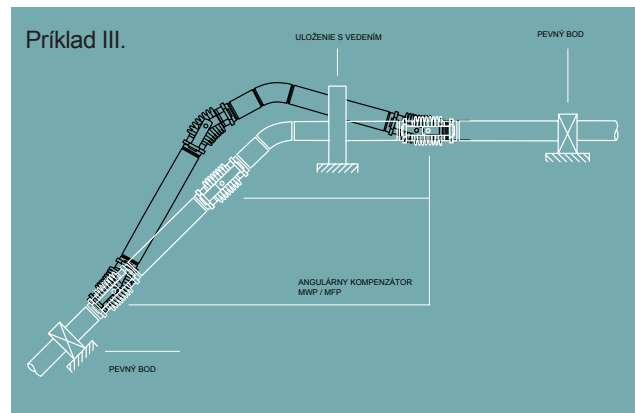 Príklad III.
ULOŽENIE S VEDENÍM
PEVNÝ BOD
ANGULÁRNY KOMPENZÁTOR
MWP / MFP
PEVNÝ BOD